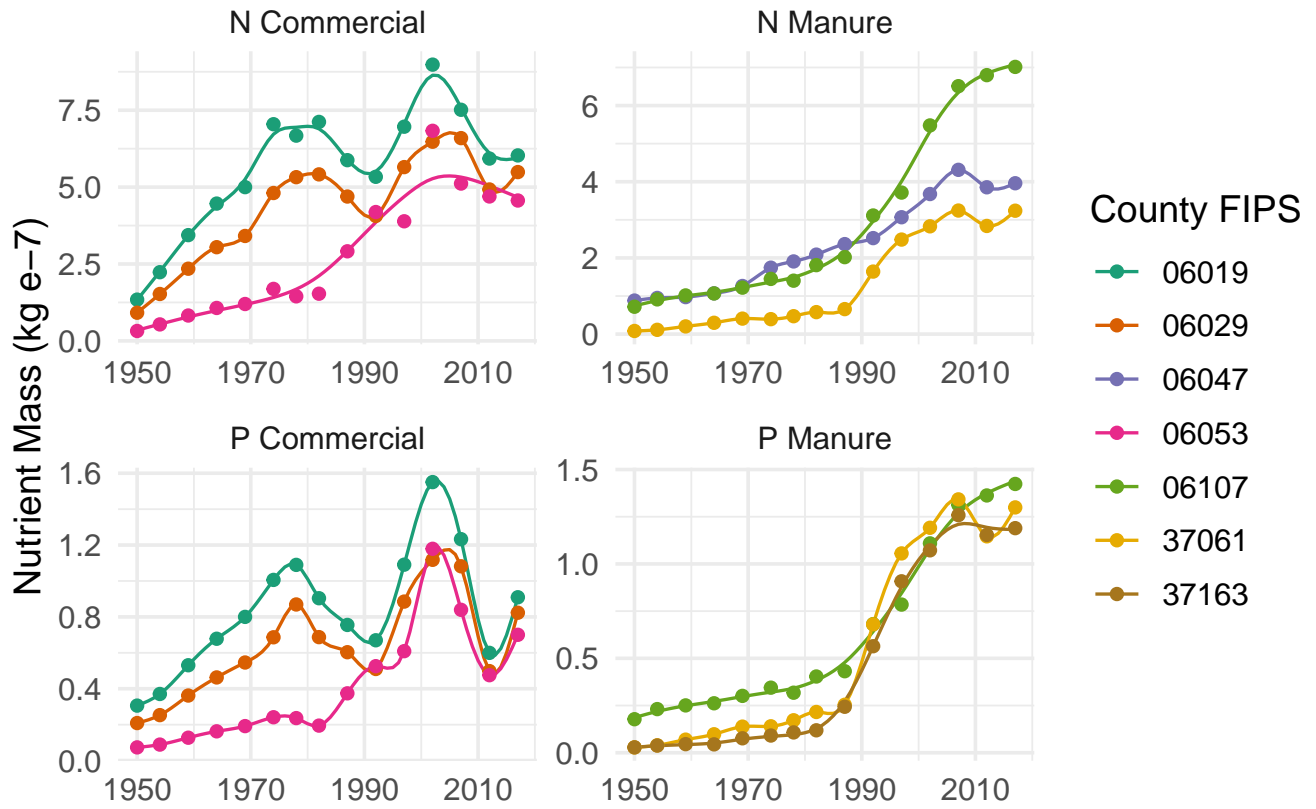 N Commercial
N Manure
7.5
5.0
2.5
0.0
6
4
2
0
1950 1970 1990 2010
1950 1970 1990 2010
Nutrient Mass (kg e−7)
P Commercial
P Manure
1.6
1.2
0.8
0.4
0.0
1.5
1.0
0.5
0.0
1950 1970 1990 2010
1950 1970 1990 2010
County FIPS
06019
06029
06047
06053
06107
37061
37163